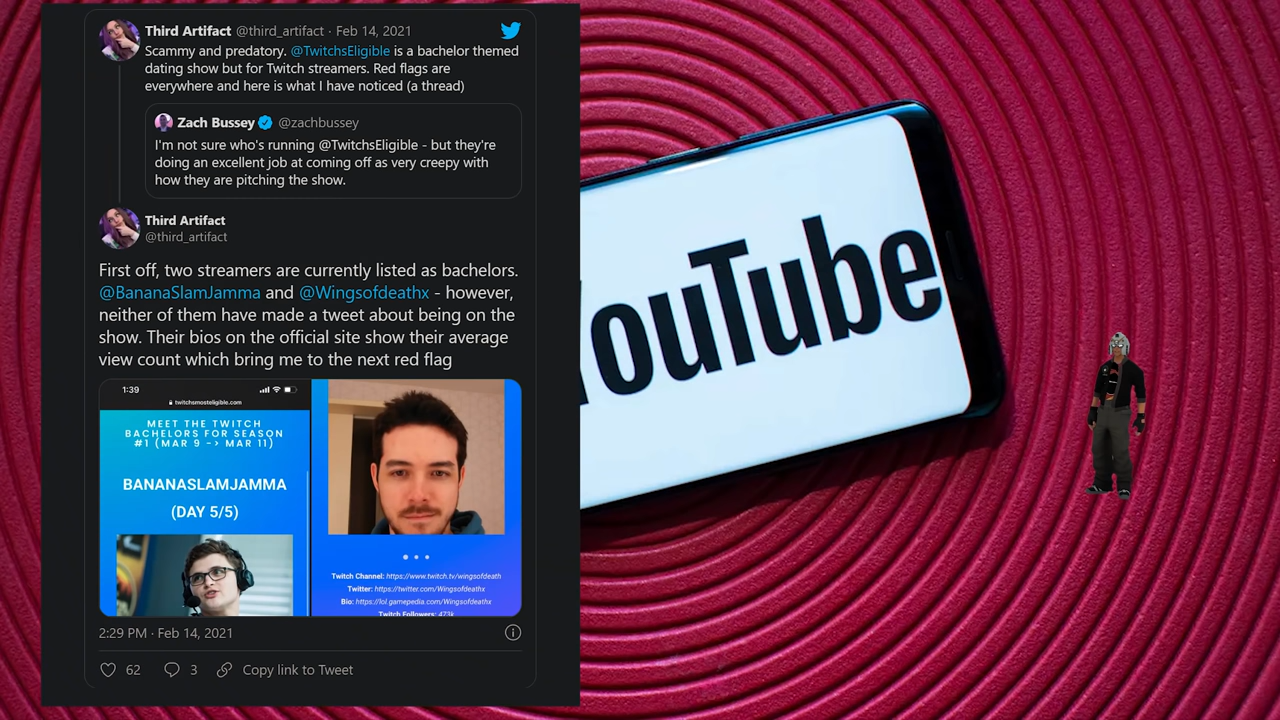 Third Artifact @third_artifact · Feb 14, 2021
Scammy and predatory. @TwitchsEligible is a bachelor themed
dating show but for Twitch streamers. Red flags are
everywhere and here is what I have noticed (a thread)
Zach Bussey @zachbussey
I'm not sure who's running @TwitchsEligible - but they're
doing an excellent job at coming off as very creepy with
how they are pitching the show.
Third Artifact
@third_artifact
First off, two streamers are currently listed as bachelors.
@BananaSlamJamma and @Wingsofdeathx - however,
neither of them have made a tweet about being on the
show. Their bios on the official site show their average
view count which bring me to the next red flag
1:39
twitchsmosteligible.com
MEET THE TWITCH
BACHELORS FOR SEASON
#1 (MAR 9 -> MAR 11)
BANANASLAMJAMMA
(DAY 5/5)
Twitch Channel: https://www.twitch.tv/wingsofdeath
Twitter: https://twitter.com/Wingsofdeathx
Bio: https://lol.gamepedia.com/Wingsofdeathx
Twitch Followers: 473k
2:29 PM · Feb 14, 2021
62 3 Copy link to Tweet
ouTube